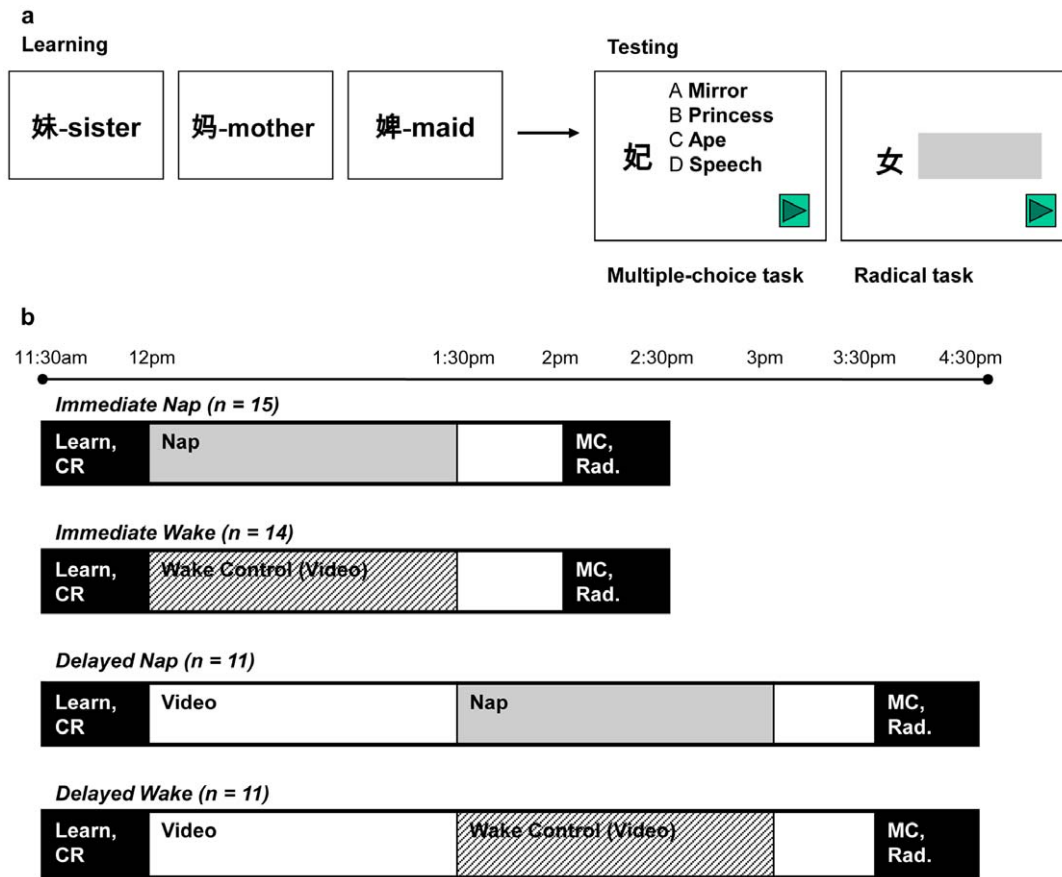 a
Learning
妹-sister
妈-mother
婢-maid
Testing
妃
A Mirror
B Princess
C Ape
D Speech
女
Multiple-choice task
Radical task
b
11:30am 12pm 1:30pm 2pm 2:30pm 3pm 3:30pm 4:30pm
Immediate Nap (n = 15)
Learn,
CR
Nap
MC,
Rad.
Immediate Wake (n = 14)
Learn,
CR
Wake Control (Video)
MC,
Rad.
Delayed Nap (n = 11)
Learn,
CR
Video
Nap
MC,
Rad.
Delayed Wake (n = 11)
Learn,
CR
Video
Wake Control (Video)
MC,
Rad.